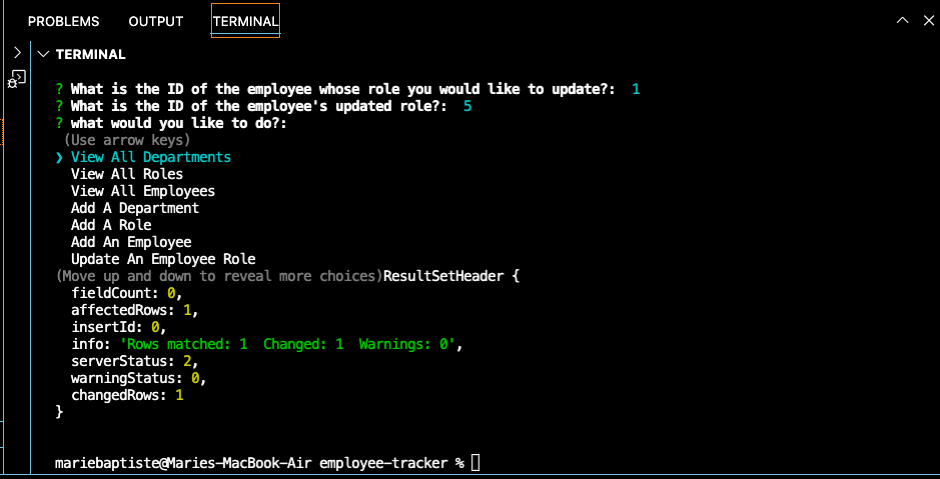 PROBLEMS OUTPUT TERMINAL
TERMINAL
? What is the ID of the employee whose role you would like to update?: 1
? What is the ID of the employee's updated role?: 5
? what would you like to do?:
(Use arrow keys)
❯ View All Departments
View All Roles
View All Employees
Add A Department
Add A Role
Add An Employee
Update An Employee Role
(Move up and down to reveal more choices)ResultSetHeader {
fieldCount: 0,
affectedRows: 1,
insertId: 0,
info: 'Rows matched: 1  Changed: 1  Warnings: 0',
serverStatus: 2,
warningStatus: 0,
changedRows: 1
}
mariebaptiste@Maries-MacBook-Air employee-tracker %